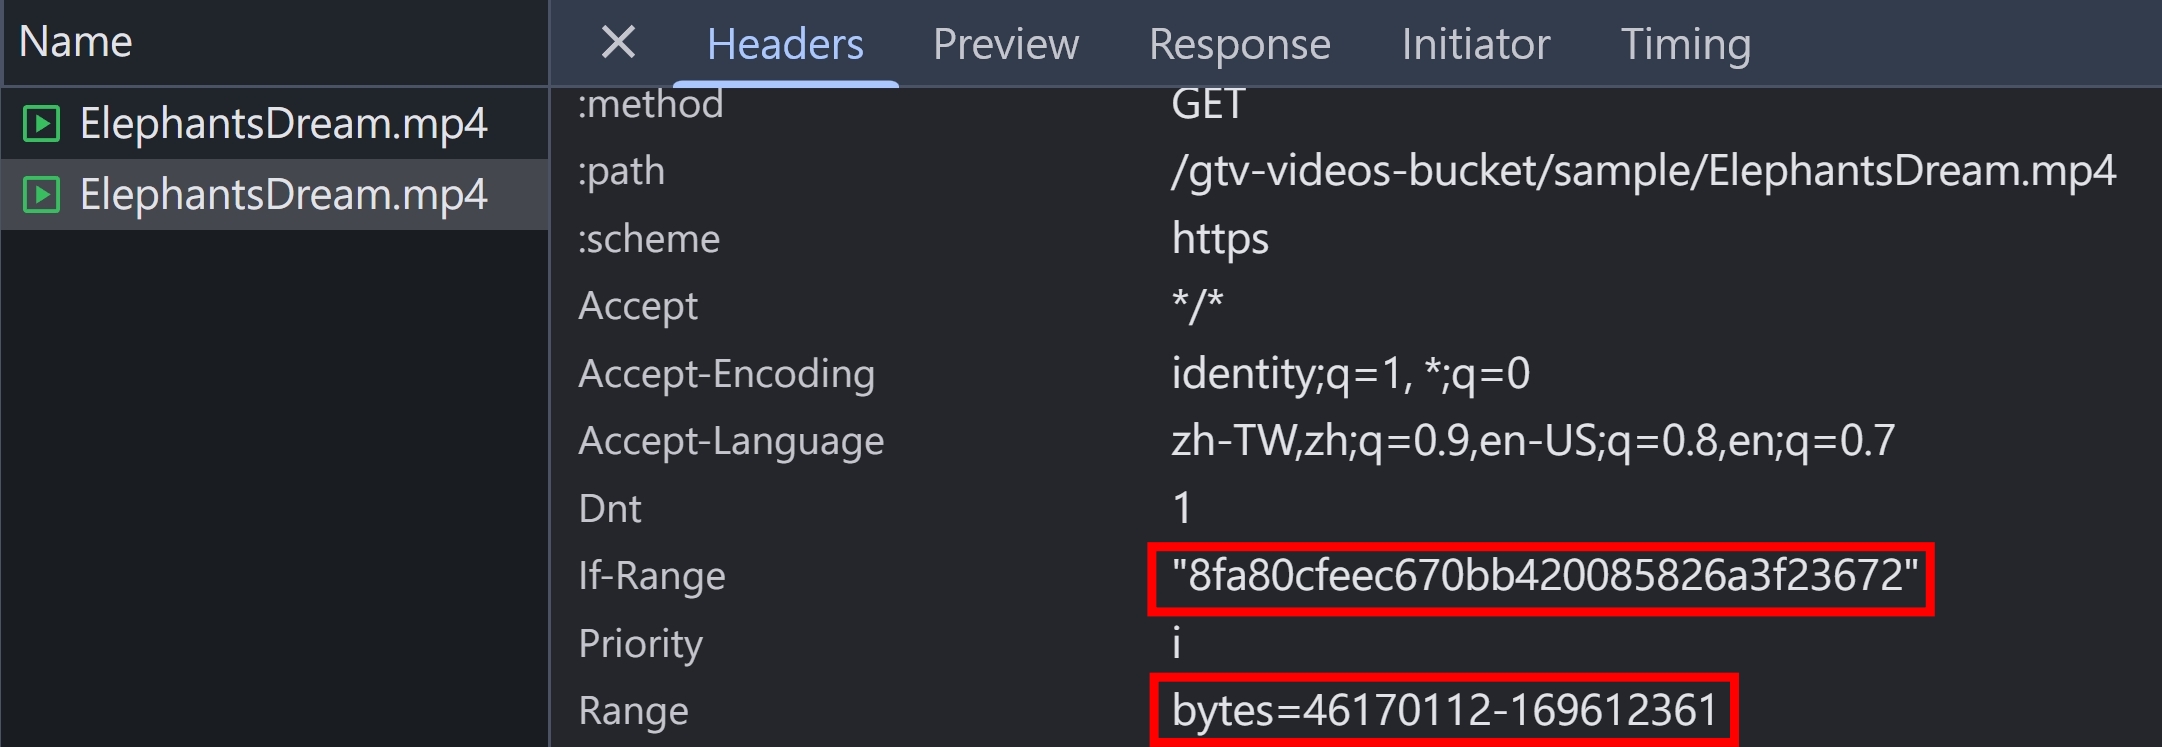 Name
Headers Preview Response Initiator Timing
ElephantsDream.mp4
ElephantsDream.mp4
:method GET
:path /gtv-videos-bucket/sample/ElephantsDream.mp4
:scheme https
Accept */*
Accept-Encoding identity;q=1, *;q=0
Accept-Language zh-TW,zh;q=0.9,en-US;q=0.8,en;q=0.7
Dnt 1
If-Range "8fa80cfeec670bb420085826a3f23672"
Priority i
Range bytes=46170112-169612361